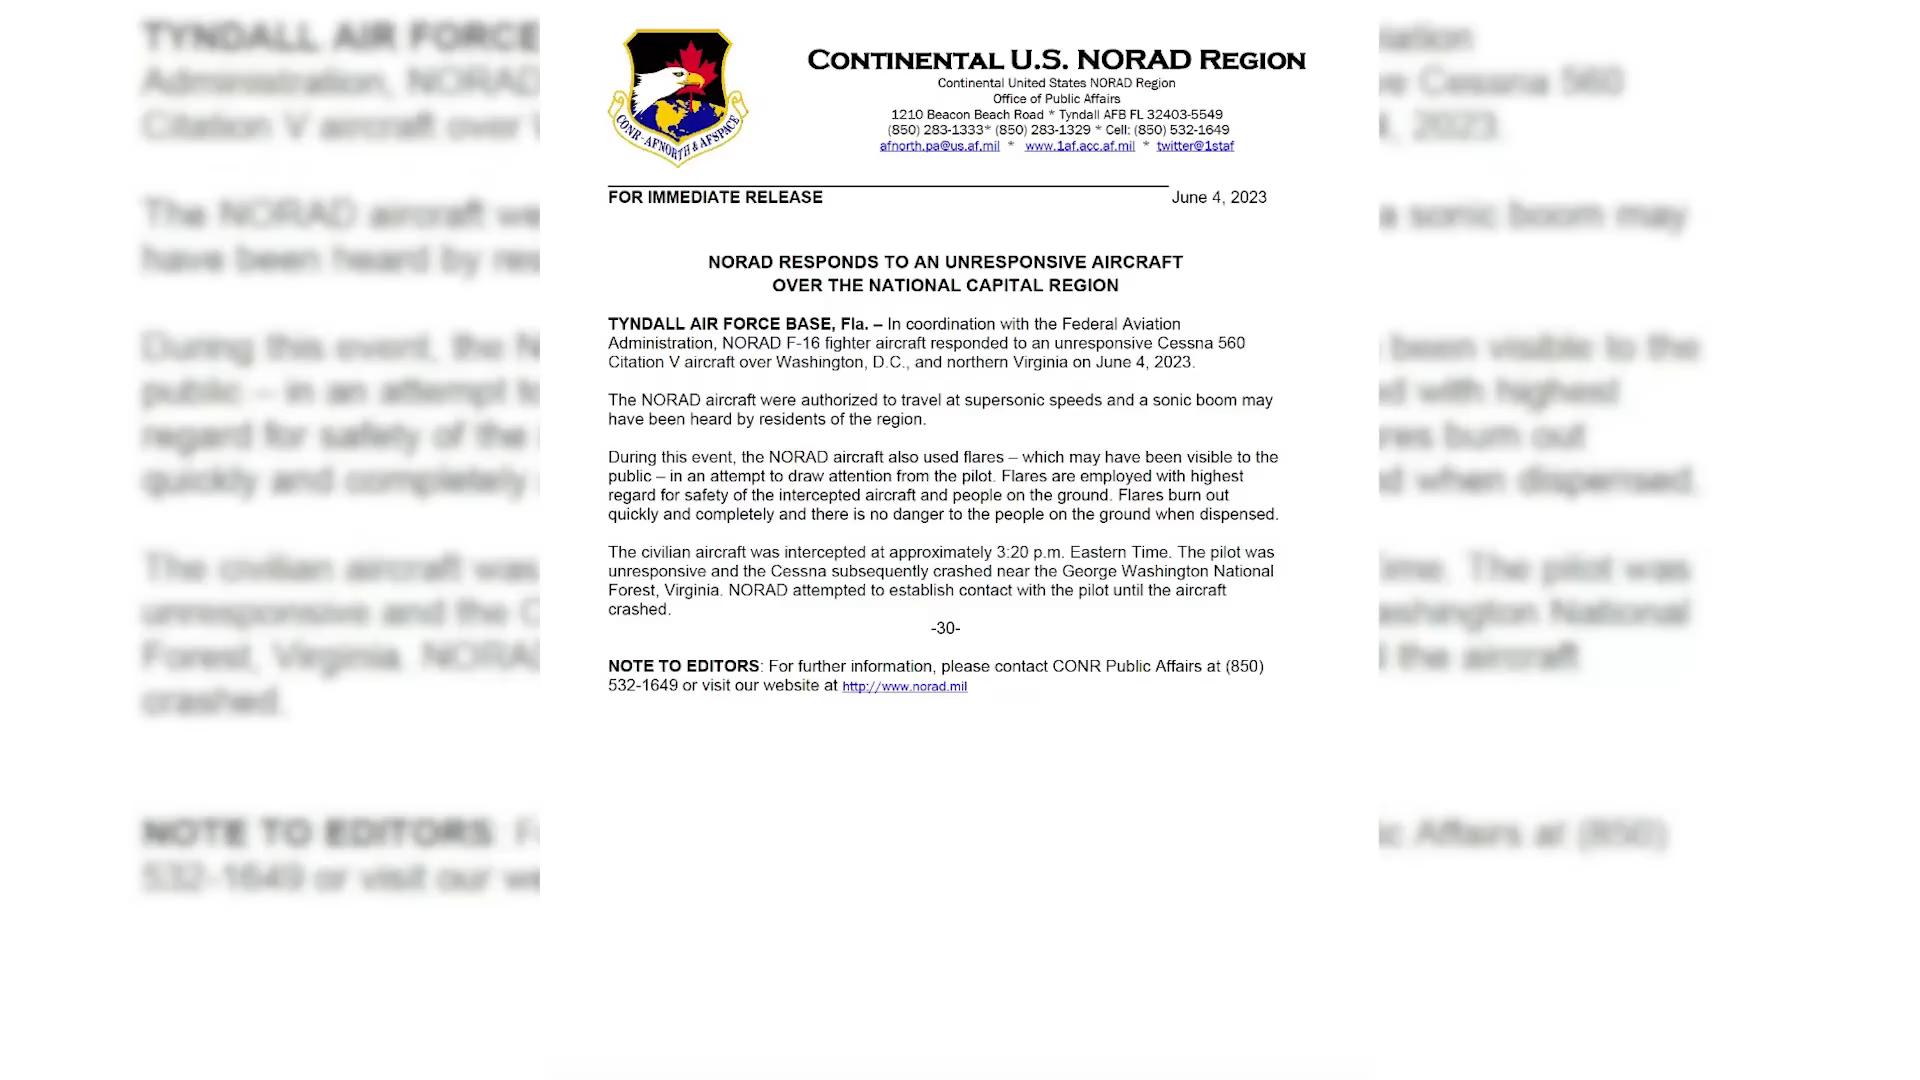 CONTINENTAL U.S. NORAD REGION
Continental United States NORAD Region
Office of Public Affairs
1210 Beacon Beach Road * Tyndall AFB FL 32403-5549
(850) 283-1333* (850) 283-1329 * Cell: (850) 532-1649
afnorth.pa@us.af.mil * www.1af.acc.af.mil * twitter@1staf
CONR - AFNORTH & AFSPACE
FOR IMMEDIATE RELEASE June 4, 2023
NORAD RESPONDS TO AN UNRESPONSIVE AIRCRAFT
OVER THE NATIONAL CAPITAL REGION
TYNDALL AIR FORCE BASE, Fla. – In coordination with the Federal Aviation
Administration, NORAD F-16 fighter aircraft responded to an unresponsive Cessna 560
Citation V aircraft over Washington, D.C., and northern Virginia on June 4, 2023.
The NORAD aircraft were authorized to travel at supersonic speeds and a sonic boom may
have been heard by residents of the region.
During this event, the NORAD aircraft also used flares – which may have been visible to the
public – in an attempt to draw attention from the pilot. Flares are employed with highest
regard for safety of the intercepted aircraft and people on the ground. Flares burn out
quickly and completely and there is no danger to the people on the ground when dispensed.
The civilian aircraft was intercepted at approximately 3:20 p.m. Eastern Time. The pilot was
unresponsive and the Cessna subsequently crashed near the George Washington National
Forest, Virginia. NORAD attempted to establish contact with the pilot until the aircraft
crashed.
-30-
NOTE TO EDITORS: For further information, please contact CONR Public Affairs at (850)
532-1649 or visit our website at http://www.norad.mil